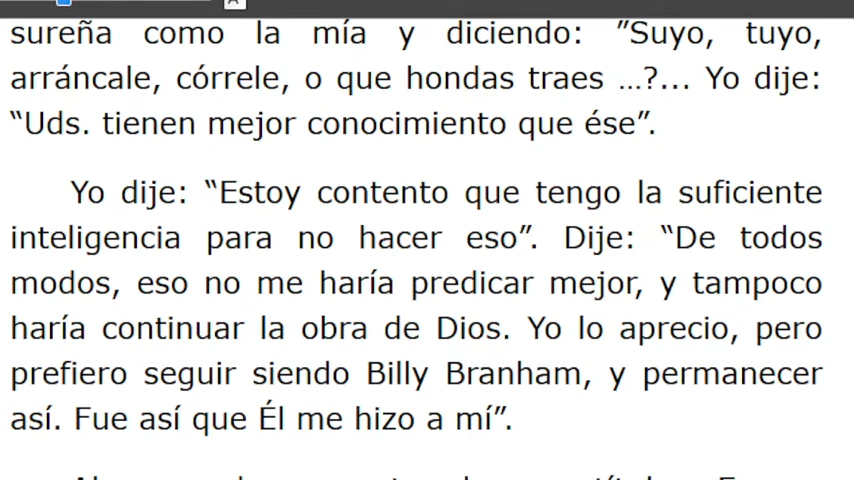 A
sureña como la mía y diciendo: ”Suyo, tuyo,
arráncale, córrele, o que hondas traes …?... Yo dije:
“Uds. tienen mejor conocimiento que ése”.
Yo dije: “Estoy contento que tengo la suficiente
inteligencia para no hacer eso”. Dije: “De todos
modos, eso no me haría predicar mejor, y tampoco
haría continuar la obra de Dios. Yo lo aprecio, pero
prefiero seguir siendo Billy Branham, y permanecer
así. Fue así que Él me hizo a mí”.